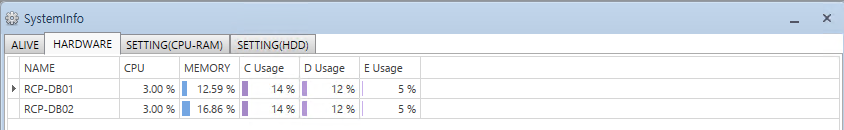 SystemInfo
ALIVE HARDWARE SETTING(CPU-RAM) SETTING(HDD)
NAME CPU MEMORY C Usage D Usage E Usage
RCP-DB01 3.00 % 12.59 % 14 % 12 % 5 %
RCP-DB02 3.00 % 16.86 % 14 % 12 % 5 %